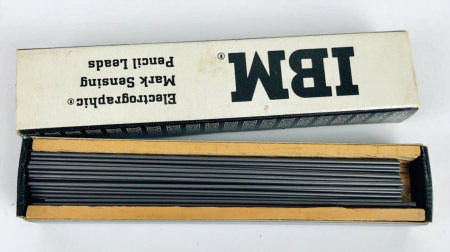 IBM®
Electrographic®
Mark Sensing
Pencil Leads